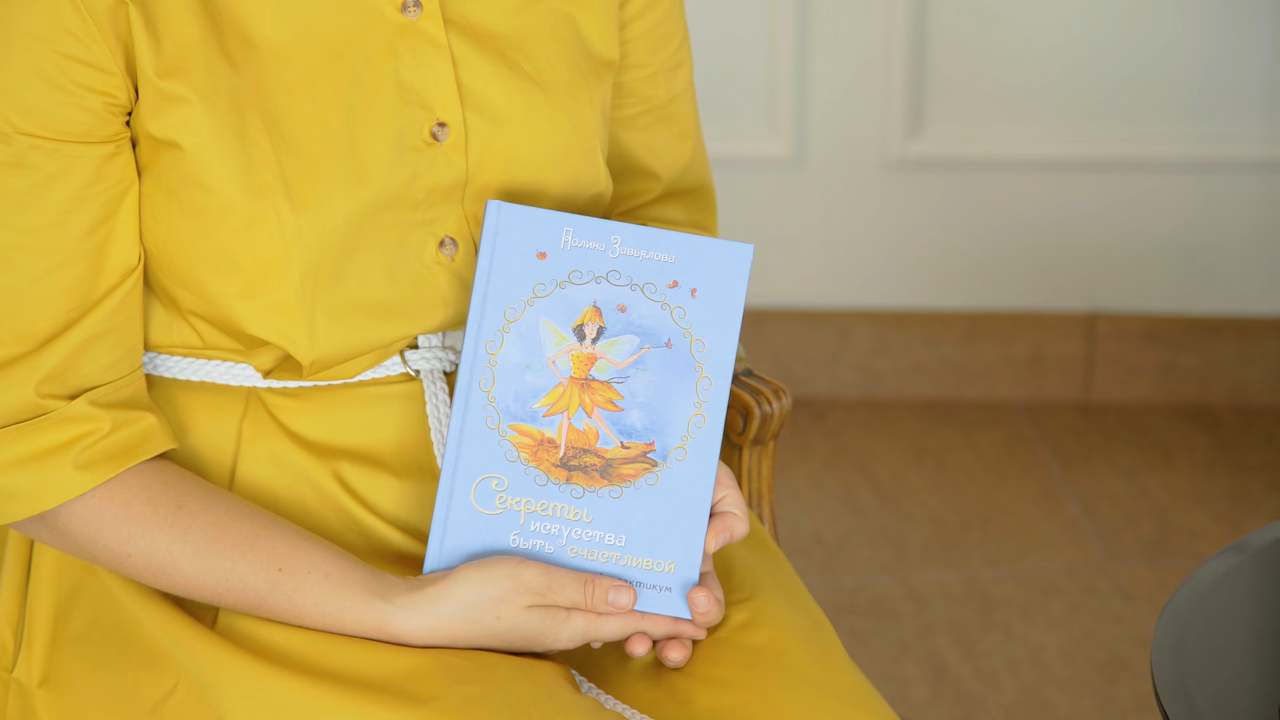 Полина Завьялова
Секреты
искусства
быть счастливой